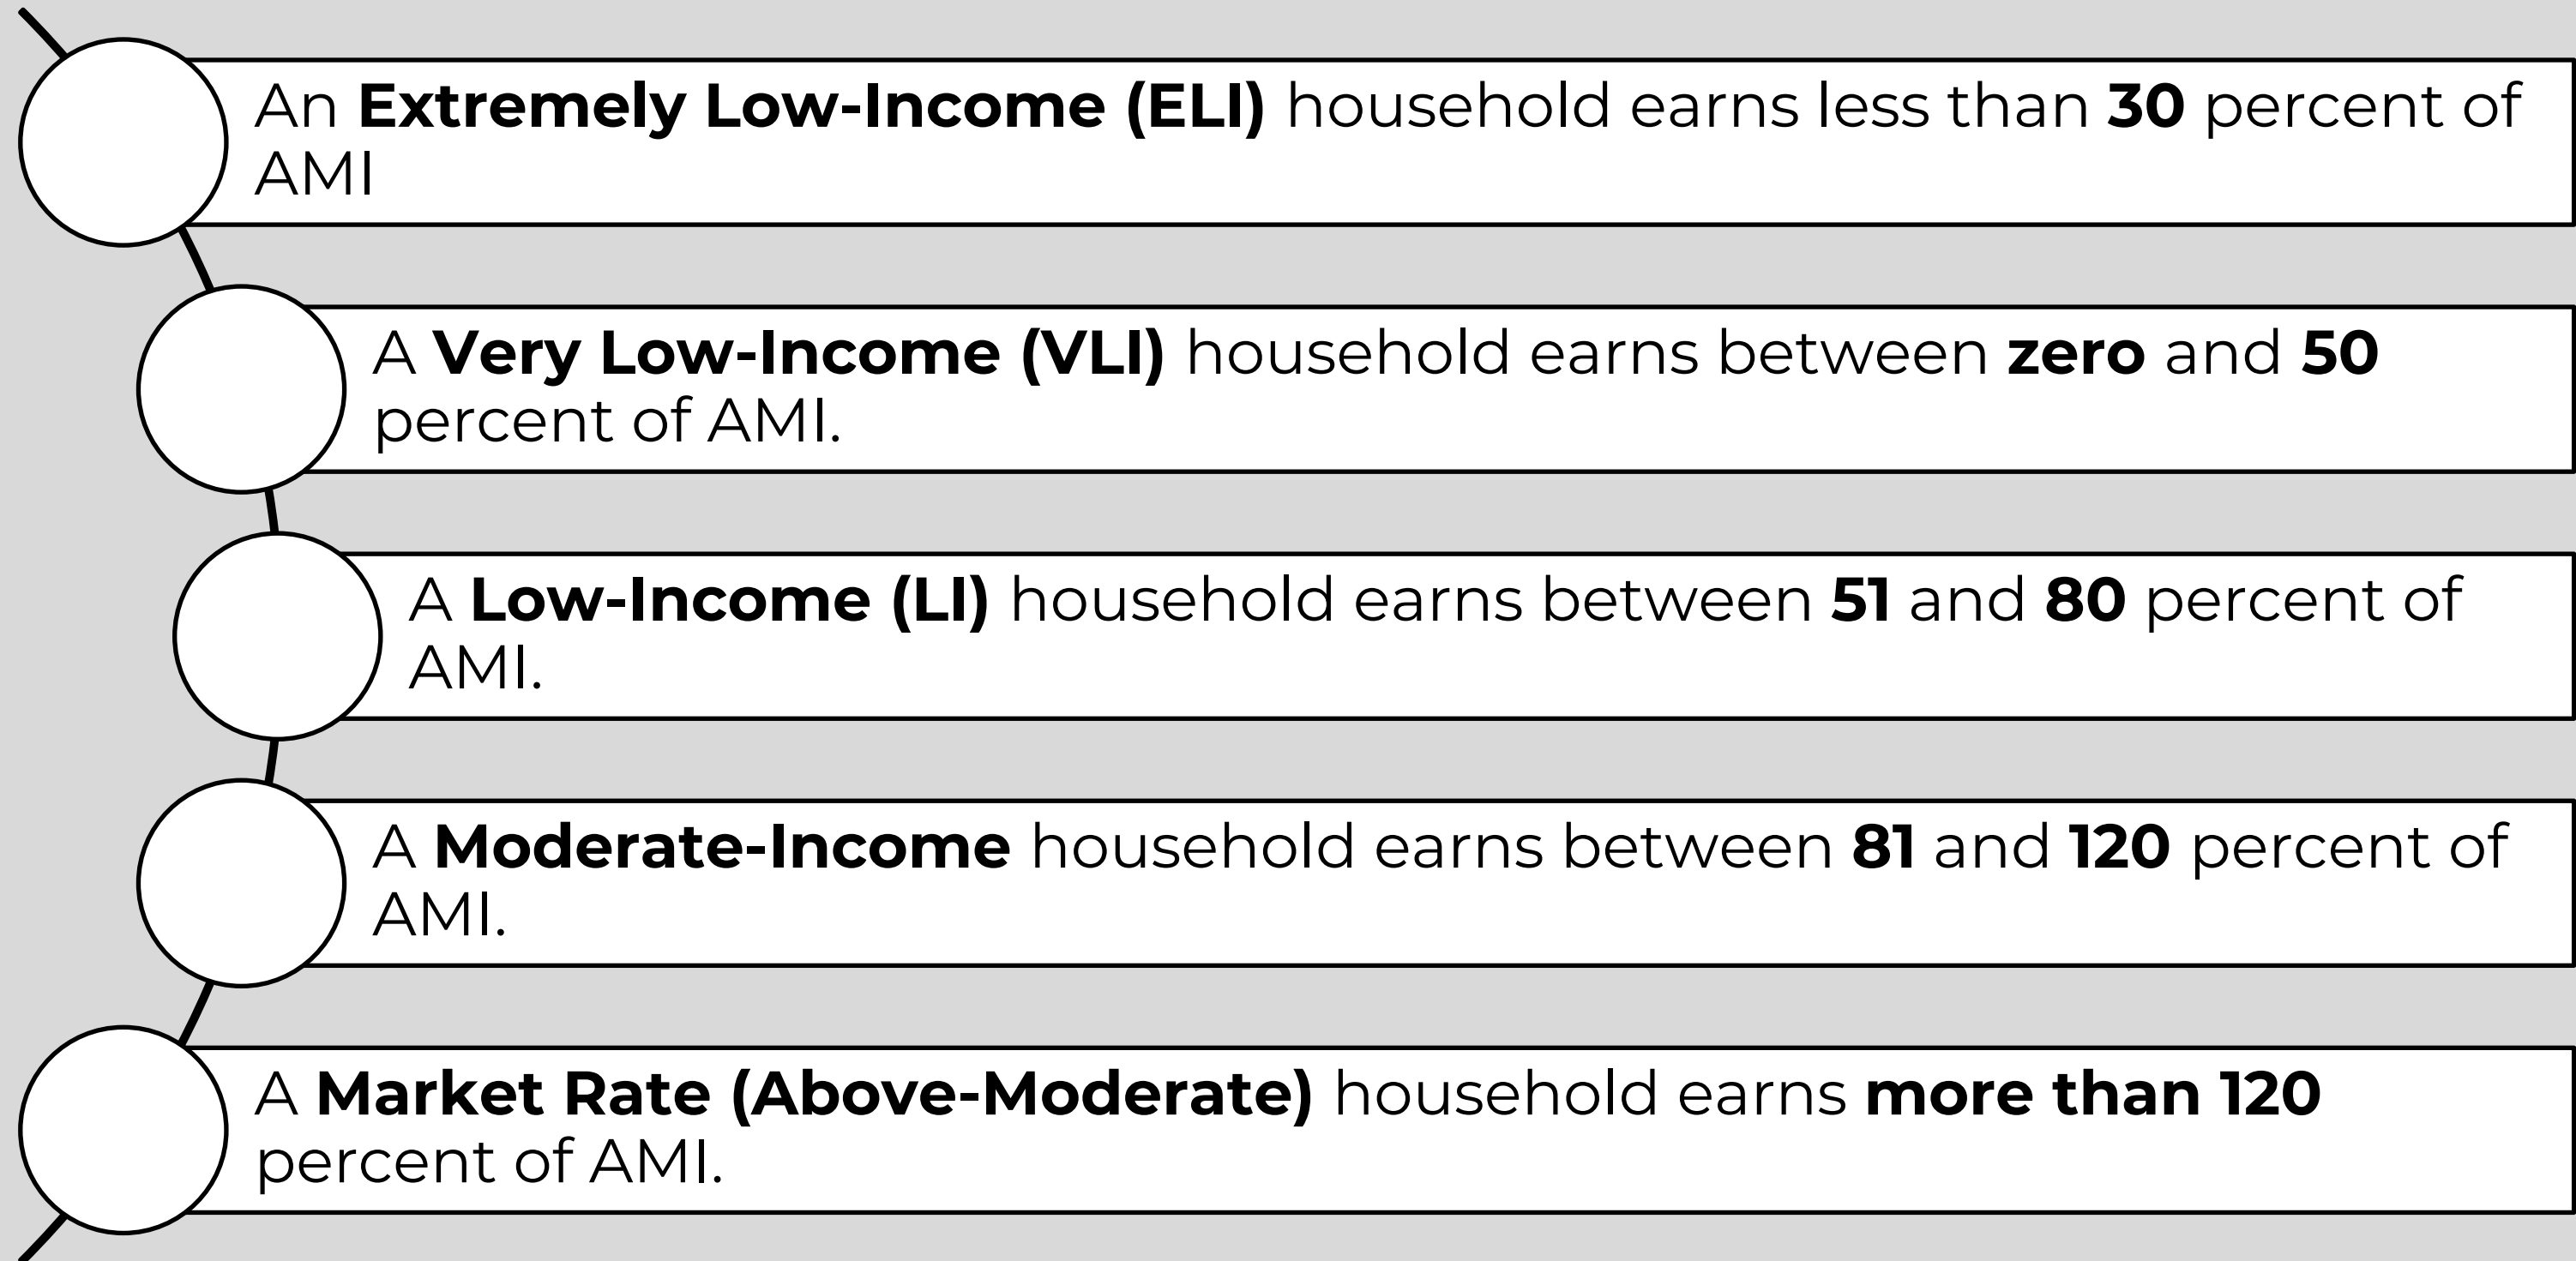 An Extremely Low-Income (ELI) household earns less than 30 percent of
AMI
A Very Low-Income (VLI) household earns between zero and 50
percent of AMI.
A Low-Income (LI) household earns between 51 and 80 percent of
AMI.
A Moderate-Income household earns between 81 and 120 percent of
AMI.
A Market Rate (Above-Moderate) household earns more than 120
percent of AMI.